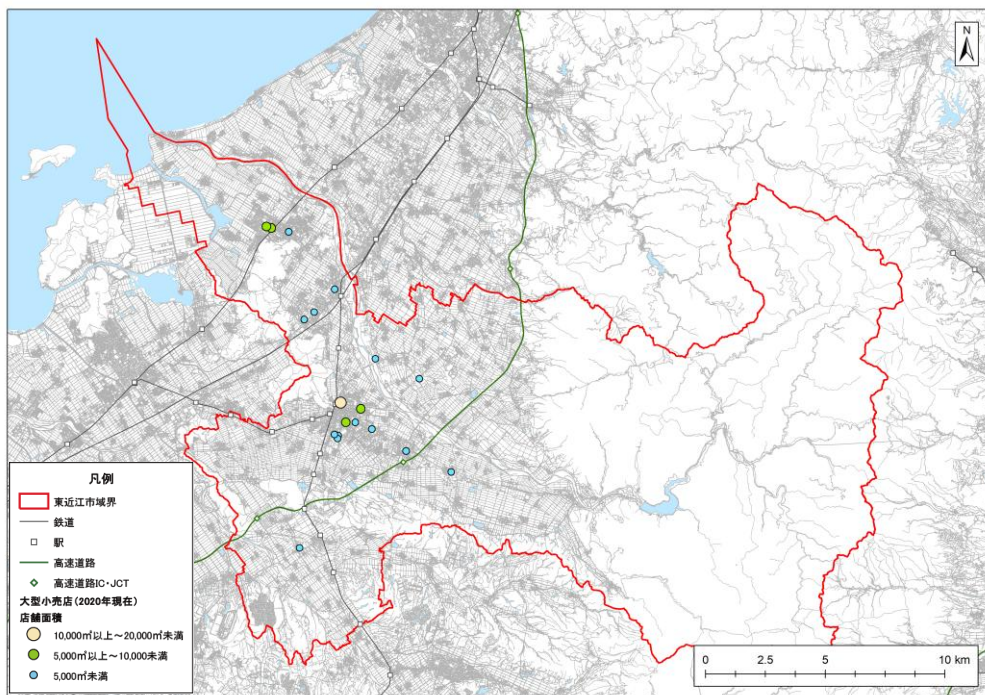 N
凡例
東近江市域界
鉄道
駅
高速道路
高速道路IC・JCT
大型小売店(2020年現在)
店舗面積
10,000㎡以上～20,000㎡未満
5,000㎡以上～10,000未満
5,000㎡未満
0 2.5 5 10 km